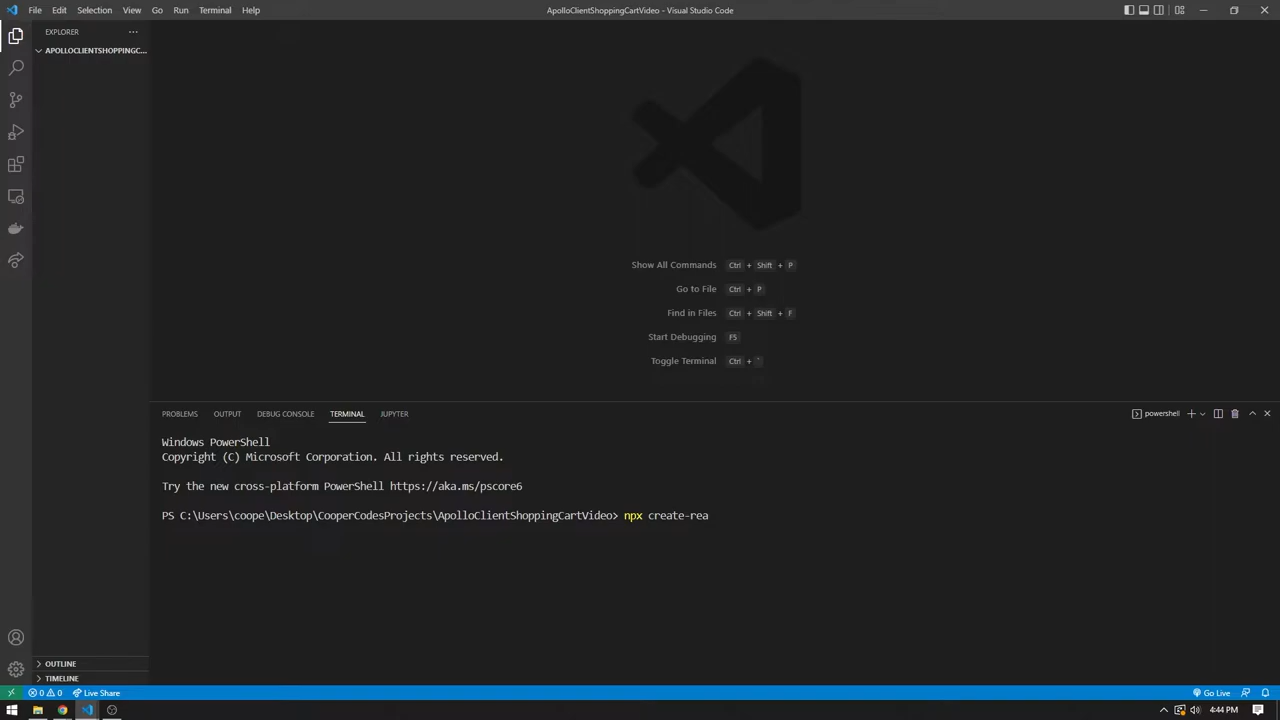 File Edit Selection View Go Run Terminal Help
ApolloClientShoppingCartVideo - Visual Studio Code
EXPLORER
APOLLOCLIENTSHOPPINGC...
Show All Commands Ctrl + Shift + P
Go to File Ctrl + P
Find in Files Ctrl + Shift + F
Start Debugging F5
Toggle Terminal Ctrl + `
PROBLEMS OUTPUT DEBUG CONSOLE TERMINAL JUPYTER
powershell
Windows PowerShell
Copyright (C) Microsoft Corporation. All rights reserved.
Try the new cross-platform PowerShell https://aka.ms/pscore6
PS C:\Users\coope\Desktop\CooperCodesProjects\ApolloClientShoppingCartVideo> npx create-rea
OUTLINE
TIMELINE
0 0 Live Share
Go Live
4:44 PM